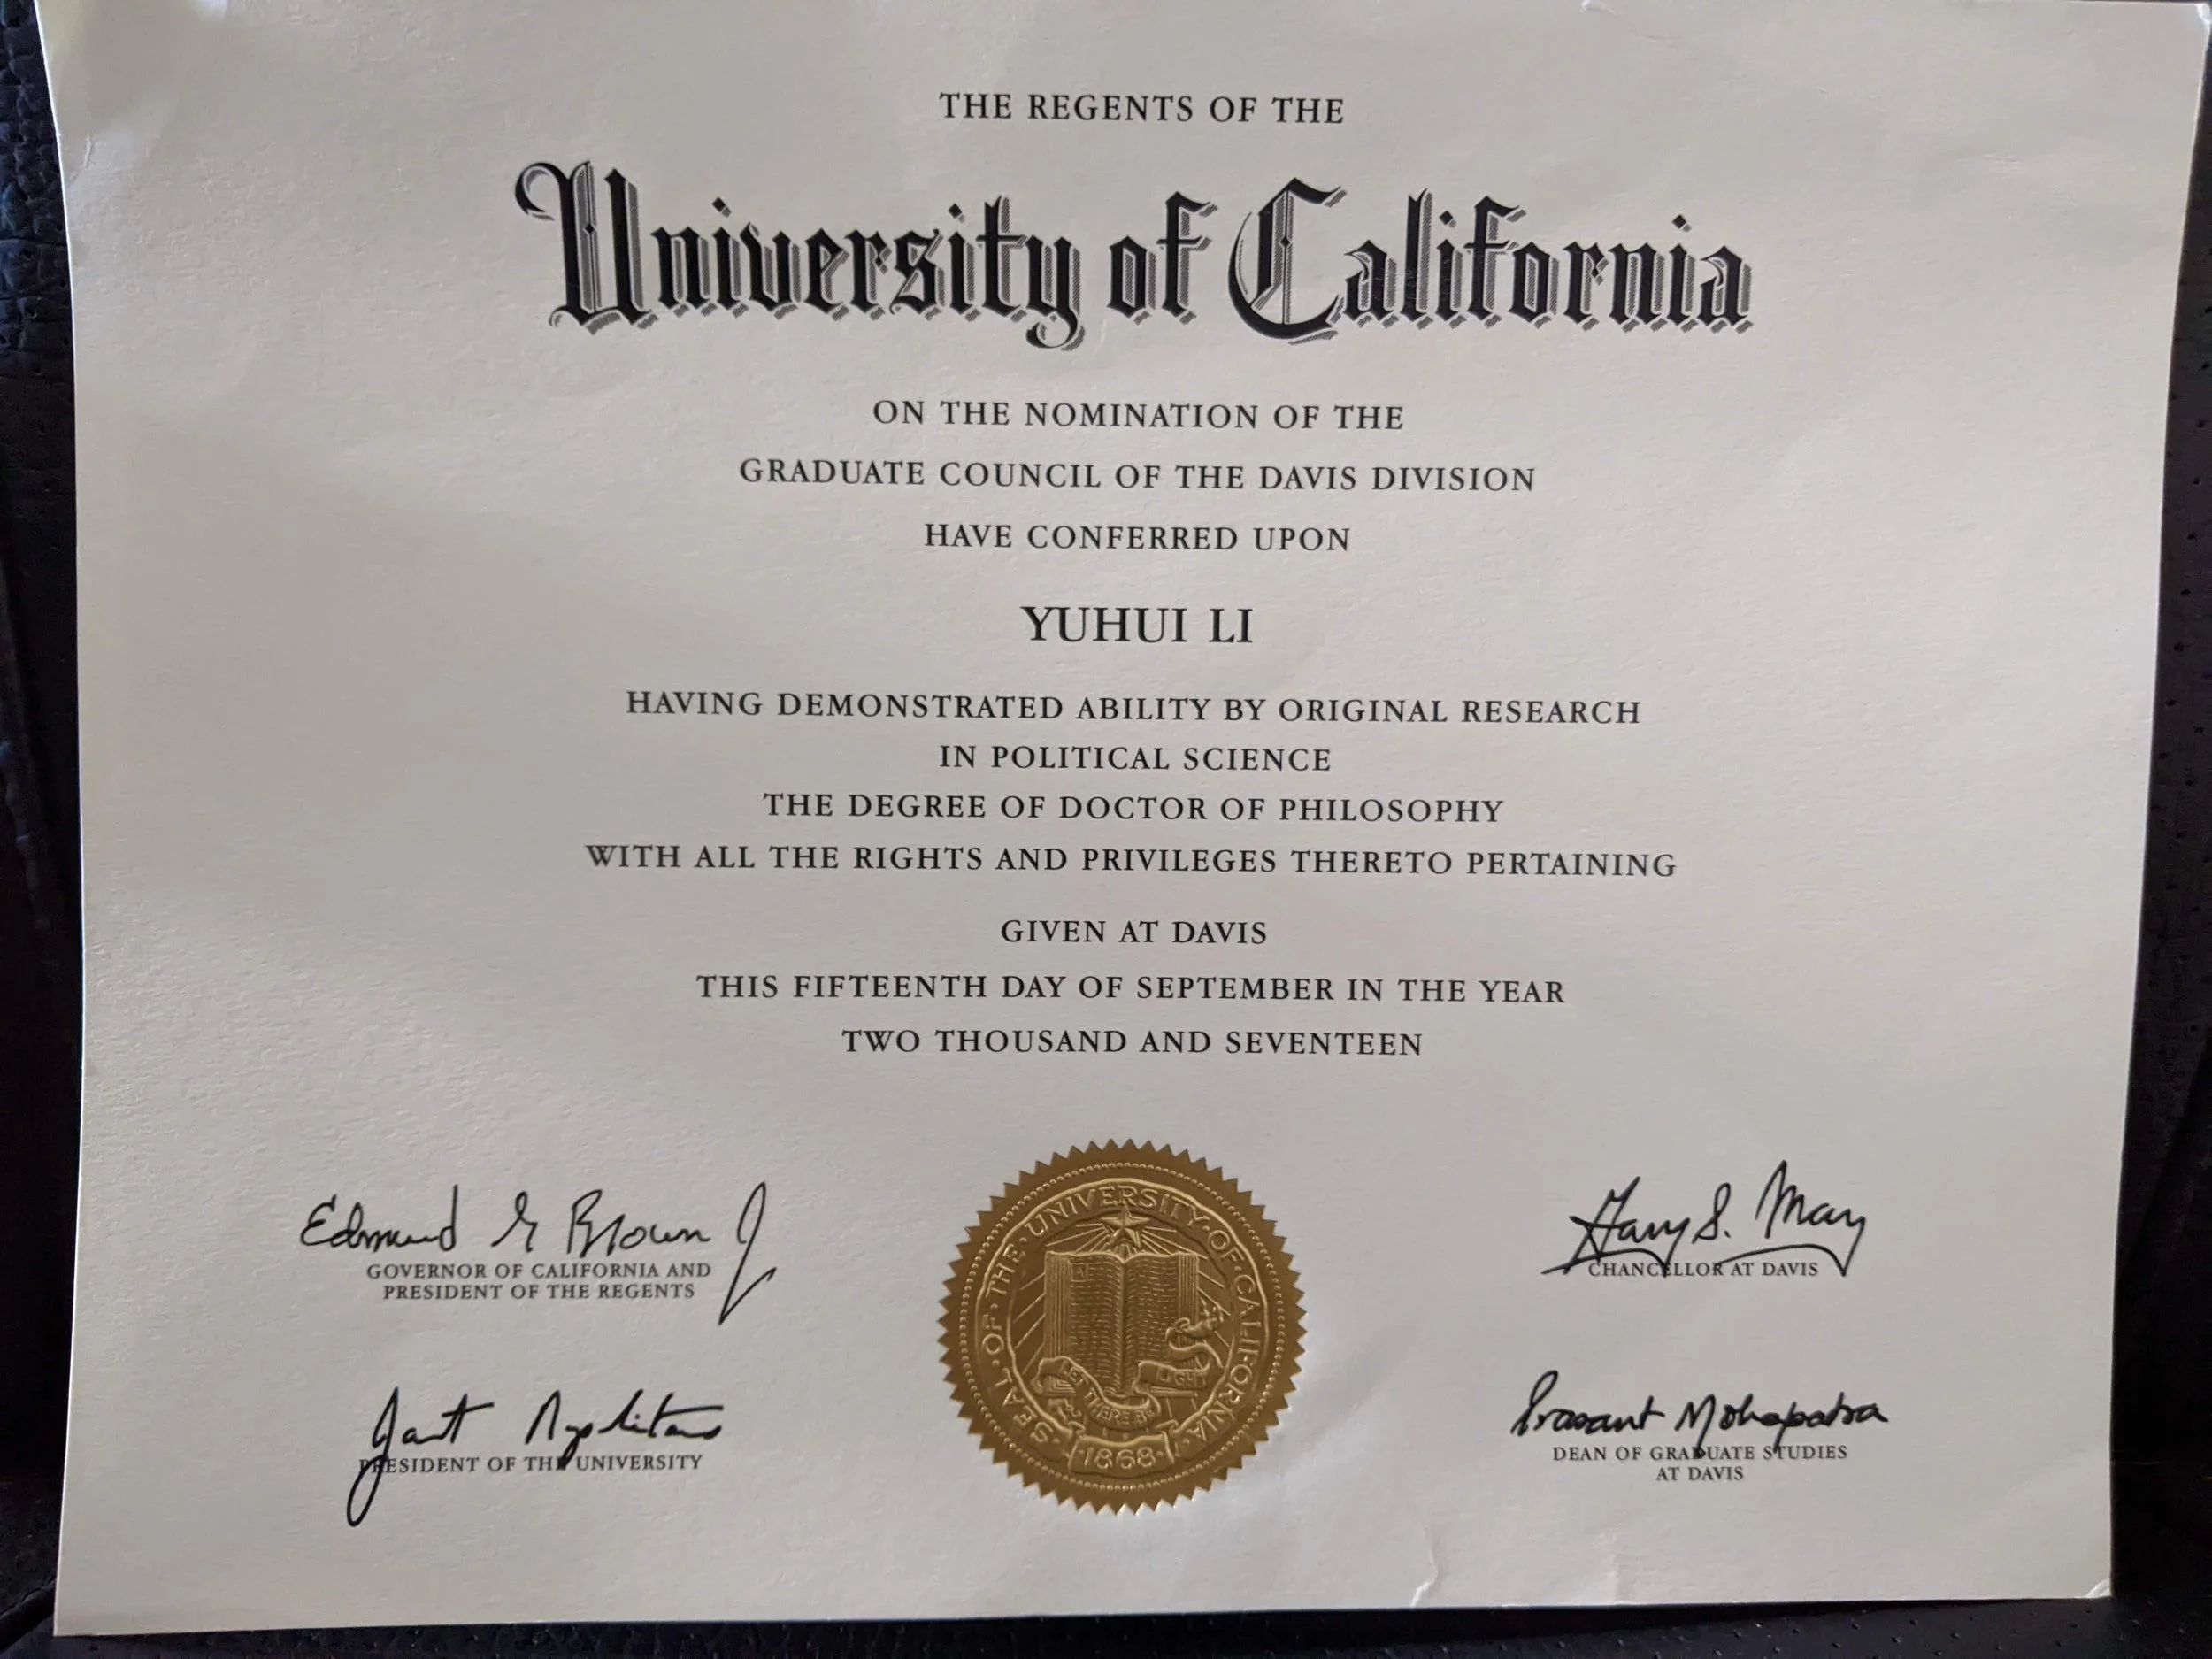 THE REGENTS OF THE
University of California
ON THE NOMINATION OF THE
GRADUATE COUNCIL OF THE DAVIS DIVISION
HAVE CONFERRED UPON
YUHUI LI
HAVING DEMONSTRATED ABILITY BY ORIGINAL RESEARCH
IN POLITICAL SCIENCE
THE DEGREE OF DOCTOR OF PHILOSOPHY
WITH ALL THE RIGHTS AND PRIVILEGES THERETO PERTAINING
GIVEN AT DAVIS
THIS FIFTEENTH DAY OF SEPTEMBER IN THE YEAR
TWO THOUSAND AND SEVENTEEN
Edmund G Brown Jr
GOVERNOR OF CALIFORNIA AND
PRESIDENT OF THE REGENTS
Janet Napolitano
PRESIDENT OF THE UNIVERSITY
SEAL·OF·THE·UNIVERSITY·OF·CALIFORNIA
LET THERE BE LIGHT
·1868·
Gary S. May
CHANCELLOR AT DAVIS
Prasant Mohapatra
DEAN OF GRADUATE STUDIES
AT DAVIS